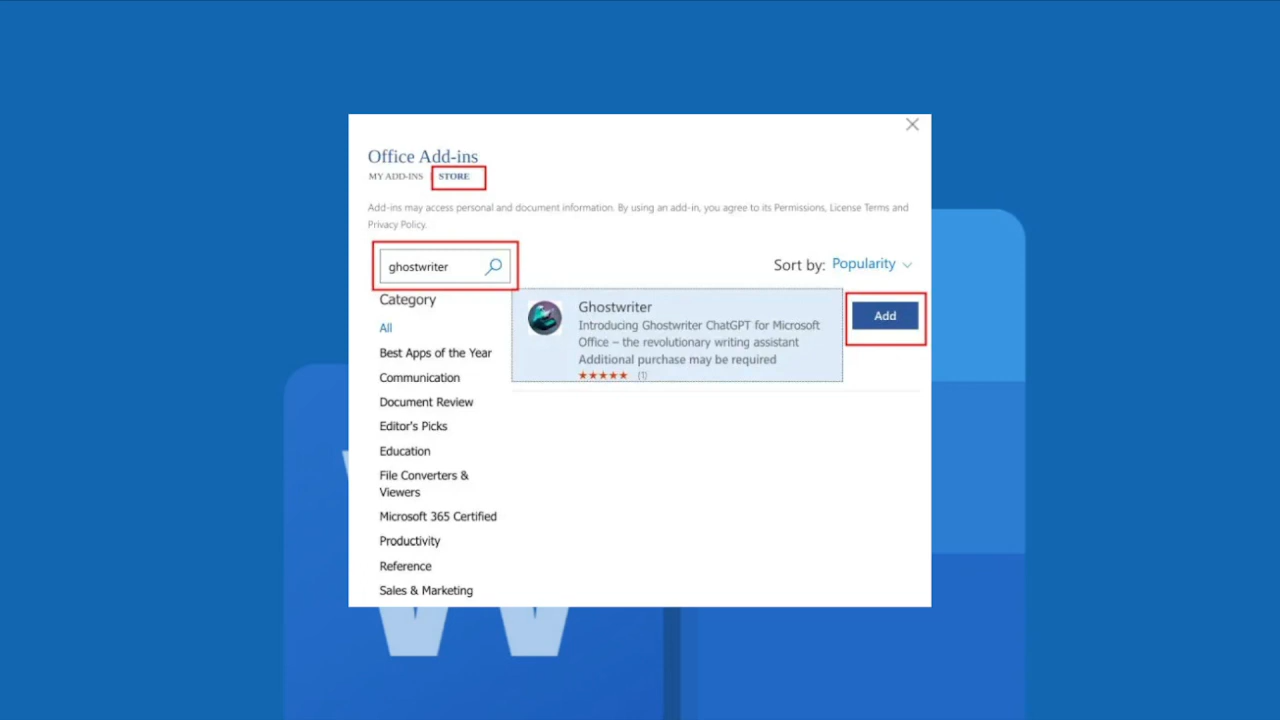 Office Add-ins
MY ADD-INS | STORE
Add-ins may access personal and document information. By using an add-in, you agree to its Permissions, License Terms and
Privacy Policy.
ghostwriter
Sort by: Popularity
Category
All
Best Apps of the Year
Communication
Document Review
Editor's Picks
Education
File Converters &
Viewers
Microsoft 365 Certified
Productivity
Reference
Sales & Marketing
Ghostwriter
Introducing Ghostwriter ChatGPT for Microsoft
Office – the revolutionary writing assistant
Additional purchase may be required
★★★★★ (1)
Add
W